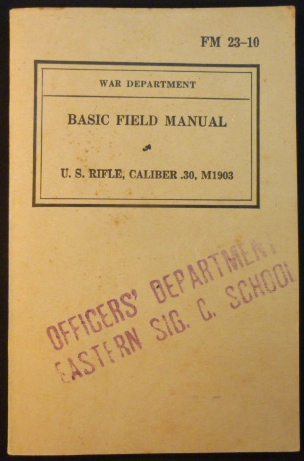 FM 23–10
WAR DEPARTMENT
BASIC FIELD MANUAL
U. S. RIFLE, CALIBER .30, M1903
OFFICERS' DEPARTMENT
EASTERN SIG. C. SCHOOL